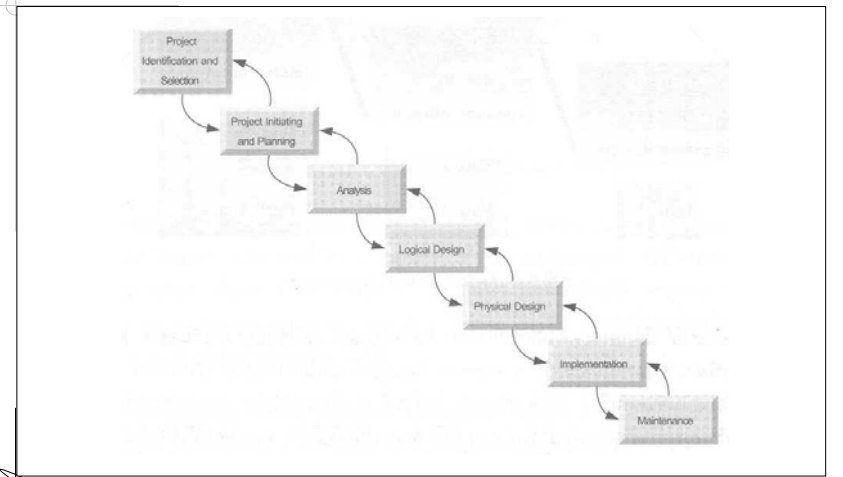 Project
Identification and
Selection
Project Initiating
and Planning
Analysis
Logical Design
Physical Design
Implementation
Maintenance